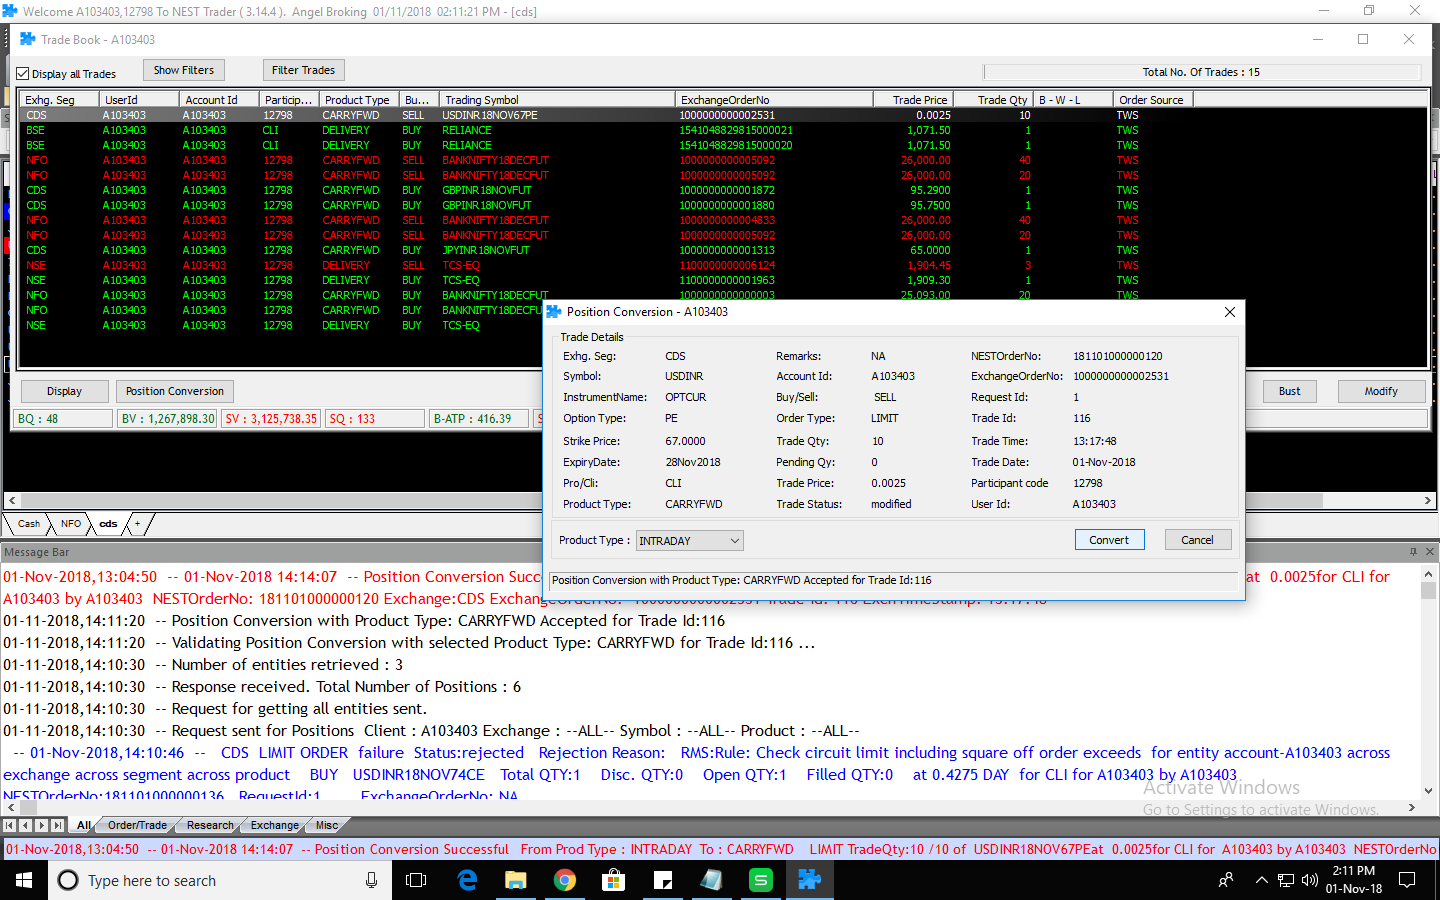 Welcome A103403,12798 To NEST Trader ( 3.14.4 ). Angel Broking 01/11/2018 02:11:21 PM - [cds]
Trade Book - A103403
Display all Trades Show Filters Filter Trades Total No. Of Trades : 15
Exhg. Seg UserId Account Id Particip... Product Type Bu... Trading Symbol ExchangeOrderNo Trade Price Trade Qty B - W - L Order Source
CDS A103403 A103403 12798 CARRYFWD SELL USDINR18NOV67PE 1000000000002531 0.0025 10 TWS
BSE A103403 A103403 CLI DELIVERY BUY RELIANCE 1541048829815000021 1,071.50 1 TWS
BSE A103403 A103403 CLI DELIVERY BUY RELIANCE 1541048829815000020 1,071.50 1 TWS
NFO A103403 A103403 12798 CARRYFWD SELL BANKNIFTY18DECFUT 1000000000005092 26,000.00 40 TWS
NFO A103403 A103403 12798 CARRYFWD SELL BANKNIFTY18DECFUT 1000000000005092 26,000.00 20 TWS
CDS A103403 A103403 12798 CARRYFWD BUY GBPINR18NOVFUT 1000000000001872 95.2900 1 TWS
CDS A103403 A103403 12798 CARRYFWD BUY GBPINR18NOVFUT 1000000000001880 95.7500 1 TWS
NFO A103403 A103403 12798 CARRYFWD SELL BANKNIFTY18DECFUT 1000000000004833 26,000.00 40 TWS
NFO A103403 A103403 12798 CARRYFWD SELL BANKNIFTY18DECFUT 1000000000005092 26,000.00 20 TWS
CDS A103403 A103403 12798 CARRYFWD BUY JPYINR18NOVFUT 1000000000001313 65.0000 1 TWS
NSE A103403 A103403 12798 DELIVERY SELL TCS-EQ 1100000000006124 1,904.45 3 TWS
NSE A103403 A103403 12798 DELIVERY BUY TCS-EQ 1100000000001963 1,909.30 1 TWS
NFO A103403 A103403 12798 CARRYFWD BUY BANKNIFTY18DECFUT 1000000000000003 25,093.00 20 TWS
NFO A103403 A103403 12798 CARRYFWD BUY BANKNIFTY18DECFU
NSE A103403 A103403 12798 DELIVERY BUY TCS-EQ
Display Position Conversion Bust Modify
BQ : 48 BV : 1,267,898.30 SV : 3,125,738.35 SQ : 133 B-ATP : 416.39
Position Conversion - A103403
Trade Details
Exhg. Seg: CDS Remarks: NA NESTOrderNo: 181101000000120
Symbol: USDINR Account Id: A103403 ExchangeOrderNo: 1000000000002531
InstrumentName: OPTCUR Buy/Sell: SELL Request Id: 1
Option Type: PE Order Type: LIMIT Trade Id: 116
Strike Price: 67.0000 Trade Qty: 10 Trade Time: 13:17:48
ExpiryDate: 28Nov2018 Pending Qy: 0 Trade Date: 01-Nov-2018
Pro/Cli: CLI Trade Price: 0.0025 Participant code 12798
Product Type: CARRYFWD Trade Status: modified User Id: A103403
Product Type : INTRADAY Convert Cancel
Position Conversion with Product Type: CARRYFWD Accepted for Trade Id:116
Cash NFO cds +
Message Bar
01-Nov-2018,13:04:50 -- 01-Nov-2018 14:14:07 -- Position Conversion Succ at 0.0025for CLI for
A103403 by A103403 NESTOrderNo: 181101000000120 Exchange:CDS ExchangeOrderNo: 1000000000002531 Trade Id: 116 ExchTimeStamp: 13:17:48
01-11-2018,14:11:20 -- Position Conversion with Product Type: CARRYFWD Accepted for Trade Id:116
01-11-2018,14:11:20 -- Validating Position Conversion with selected Product Type: CARRYFWD for Trade Id:116 ...
01-11-2018,14:10:30 -- Number of entities retrieved : 3
01-11-2018,14:10:30 -- Response received. Total Number of Positions : 6
01-11-2018,14:10:30 -- Request for getting all entities sent.
01-11-2018,14:10:30 -- Request sent for Positions Client : A103403 Exchange : --ALL-- Symbol : --ALL-- Product : --ALL--
-- 01-Nov-2018,14:10:46 -- CDS LIMIT ORDER failure Status:rejected Rejection Reason: RMS:Rule: Check circuit limit including square off order exceeds for entity account-A103403 across
exchange across segment across product BUY USDINR18NOV74CE Total QTY:1 Disc. QTY:0 Open QTY:1 Filled QTY:0 at 0.4275 DAY for CLI for A103403 by A103403
NESTOrderNo:181101000000136 RequestId:1 ExchangeOrderNo: NA
Activate Windows
Go to Settings to activate Windows.
All Order/Trade Research Exchange Misc
01-Nov-2018,13:04:50 -- 01-Nov-2018 14:14:07 -- Position Conversion Successful From Prod Type : INTRADAY To : CARRYFWD LIMIT TradeQty:10 /10 of USDINR18NOV67PEat 0.0025for CLI for A103403 by A103403 NESTOrderNo
Type here to search
2:11 PM
01-Nov-18